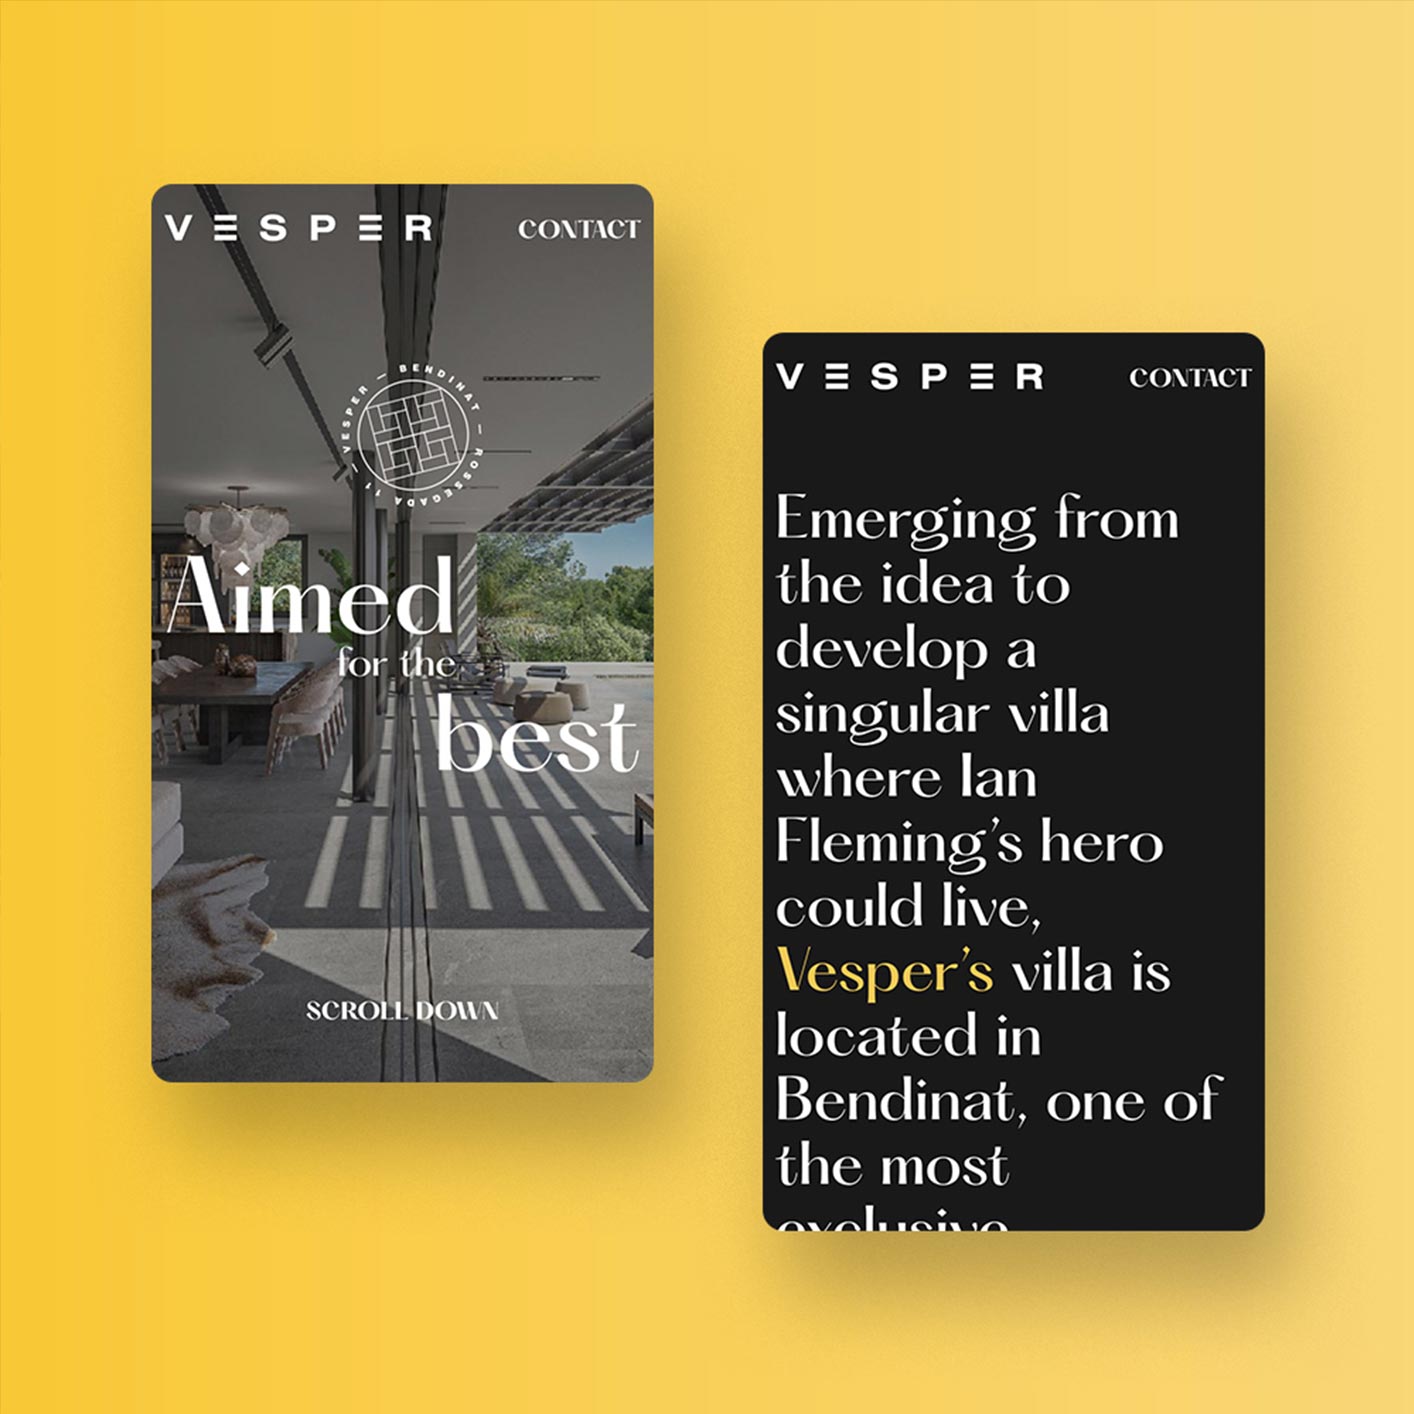 VESPER
CONTACT
VESPER — BENDINAT — ROSSEGADA 11 —
Aimed
for the
best
SCROLL DOWN
VESPER
CONTACT
Emerging from
the idea to
develop a
singular villa
where Ian
Fleming’s hero
could live,
Vesper’s villa is
located in
Bendinat, one of
the most
exclusive